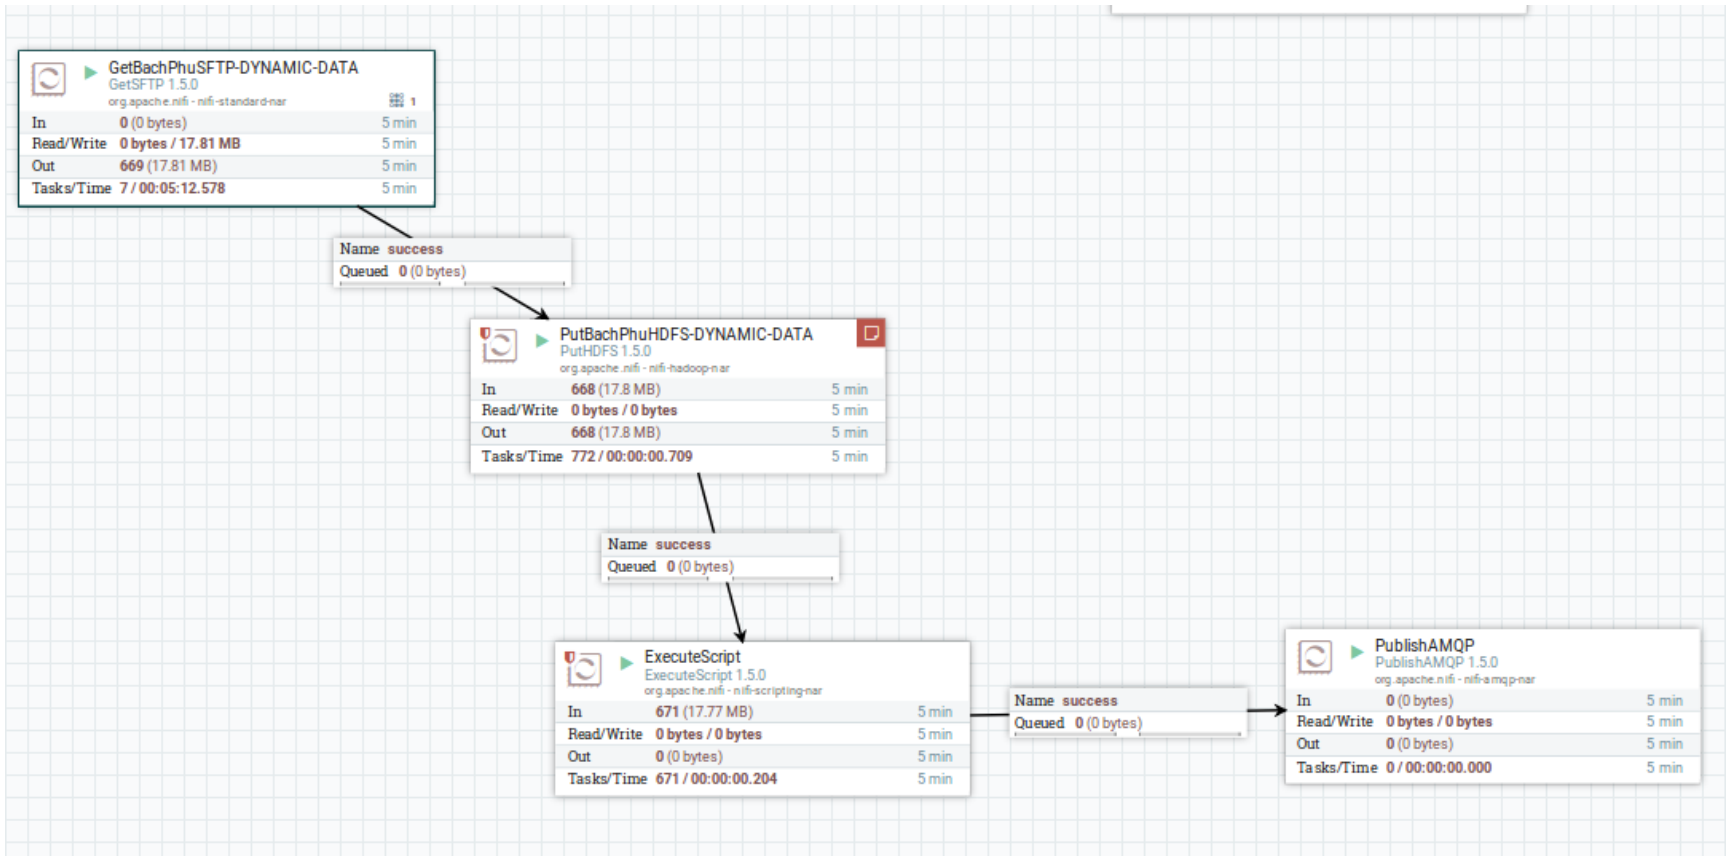 GetBachPhuSFTP-DYNAMIC-DATA
GetSFTP 1.5.0
org.apache.nifi - nifi-standard-nar
1
In 0 (0 bytes) 5 min
Read/Write 0 bytes / 17.81 MB 5 min
Out 669 (17.81 MB) 5 min
Tasks/Time 7 / 00:05:12.578 5 min
Name success
Queued 0 (0 bytes)
PutBachPhuHDFS-DYNAMIC-DATA
PutHDFS 1.5.0
org.apache.nifi - nifi-hadoop-nar
In 668 (17.8 MB) 5 min
Read/Write 0 bytes / 0 bytes 5 min
Out 668 (17.8 MB) 5 min
Tasks/Time 772 / 00:00:00.709 5 min
Name success
Queued 0 (0 bytes)
ExecuteScript
ExecuteScript 1.5.0
org.apache.nifi - nifi-scripting-nar
In 671 (17.77 MB) 5 min
Read/Write 0 bytes / 0 bytes 5 min
Out 0 (0 bytes) 5 min
Tasks/Time 671 / 00:00:00.204 5 min
Name success
Queued 0 (0 bytes)
PublishAMQP
PublishAMQP 1.5.0
org.apache.nifi - nifi-amqp-nar
In 0 (0 bytes) 5 min
Read/Write 0 bytes / 0 bytes 5 min
Out 0 (0 bytes) 5 min
Tasks/Time 0 / 00:00:00.000 5 min